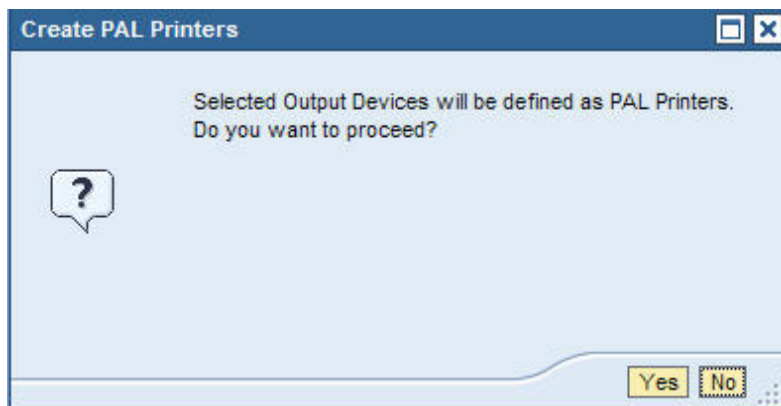 Create PAL Printers
Selected Output Devices will be defined as PAL Printers.
Do you want to proceed?
?
Yes No